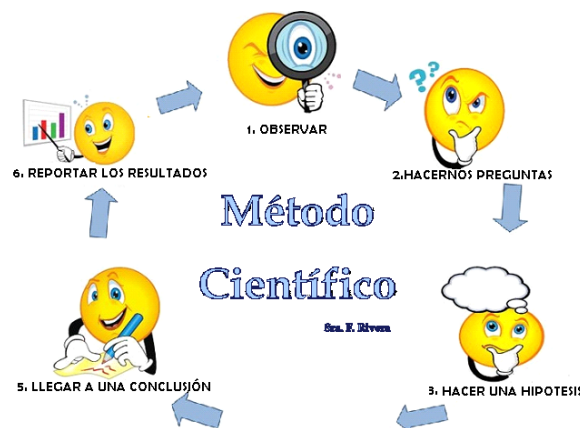 1. OBSERVAR
2.HACERNOS PREGUNTAS
6. REPORTAR LOS RESULTADOS
Método
Científico
Sra. F. Rivera
3. HACER UNA HIPOTESIS
5. LLEGAR A UNA CONCLUSIÓN